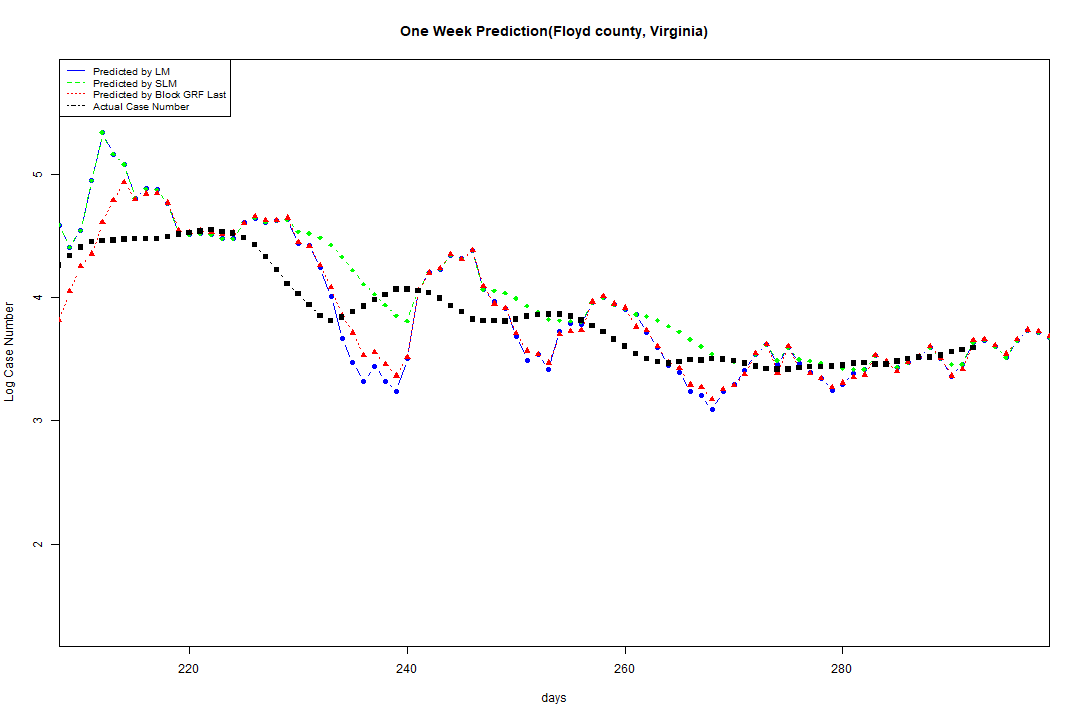 One Week Prediction(Floyd county, Virginia)
Predicted by LM
Predicted by SLM
Predicted by Block GRF Last
Actual Case Number
5
4
3
2
Log Case Number
220
240
260
280
days